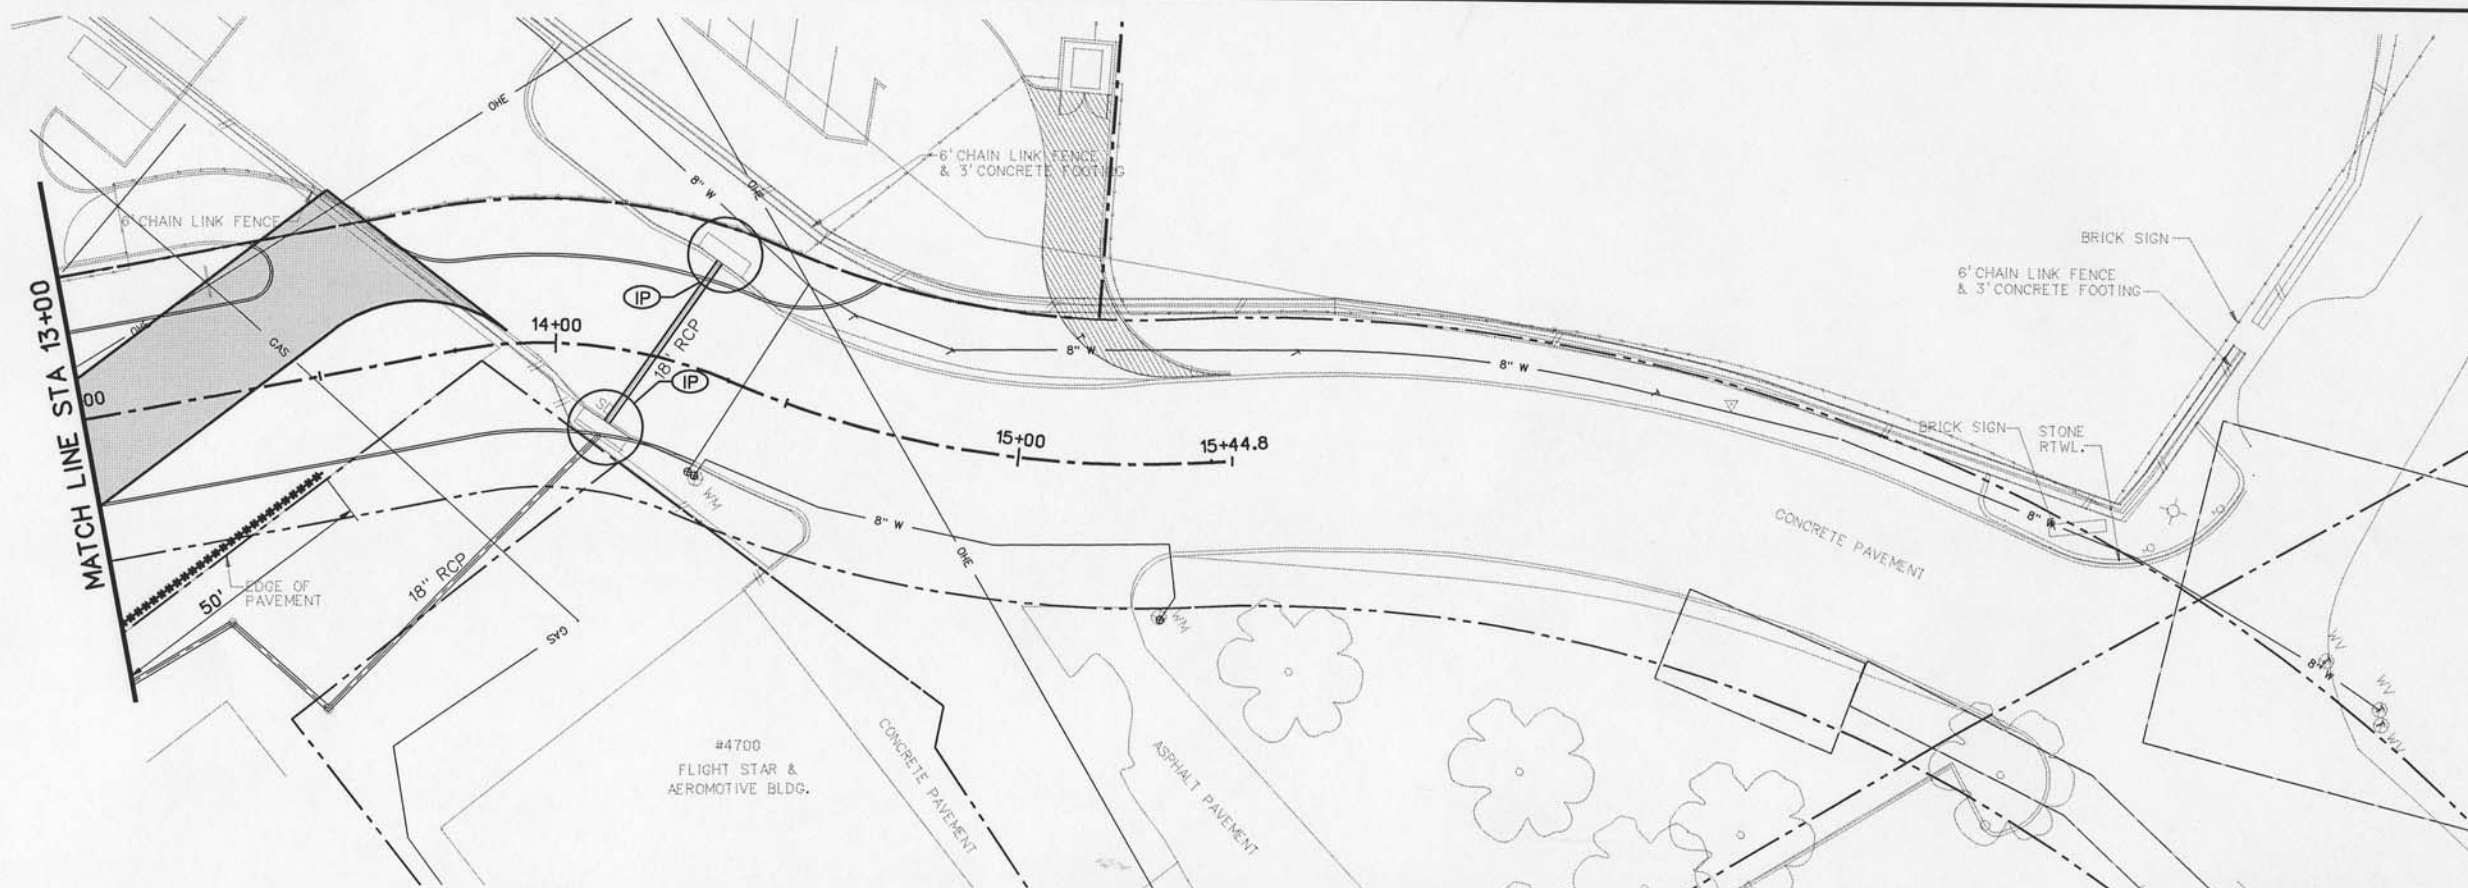 OHE
6' CHAIN LINK FENCE
& 3' CONCRETE FOOTING
8" W
OHE
6' CHAIN LINK FENCE
BRICK SIGN
6' CHAIN LINK FENCE
& 3' CONCRETE FOOTING
MATCH LINE STA 13+00
OHE
GAS
IP
14+00
18" RCP
IP
8" W
8" W
00
15+00
15+44.8
BRICK SIGN
STONE
RTWL.
WM
8" W
8" W
CONCRETE PAVEMENT
OHE
EDGE OF
PAVEMENT
50'
18" RCP
GAS
WM
WV
8" W
WV
WV
#4700
FLIGHT STAR &
AEROMOTIVE BLDG.
CONCRETE PAVEMENT
ASPHALT PAVEMENT